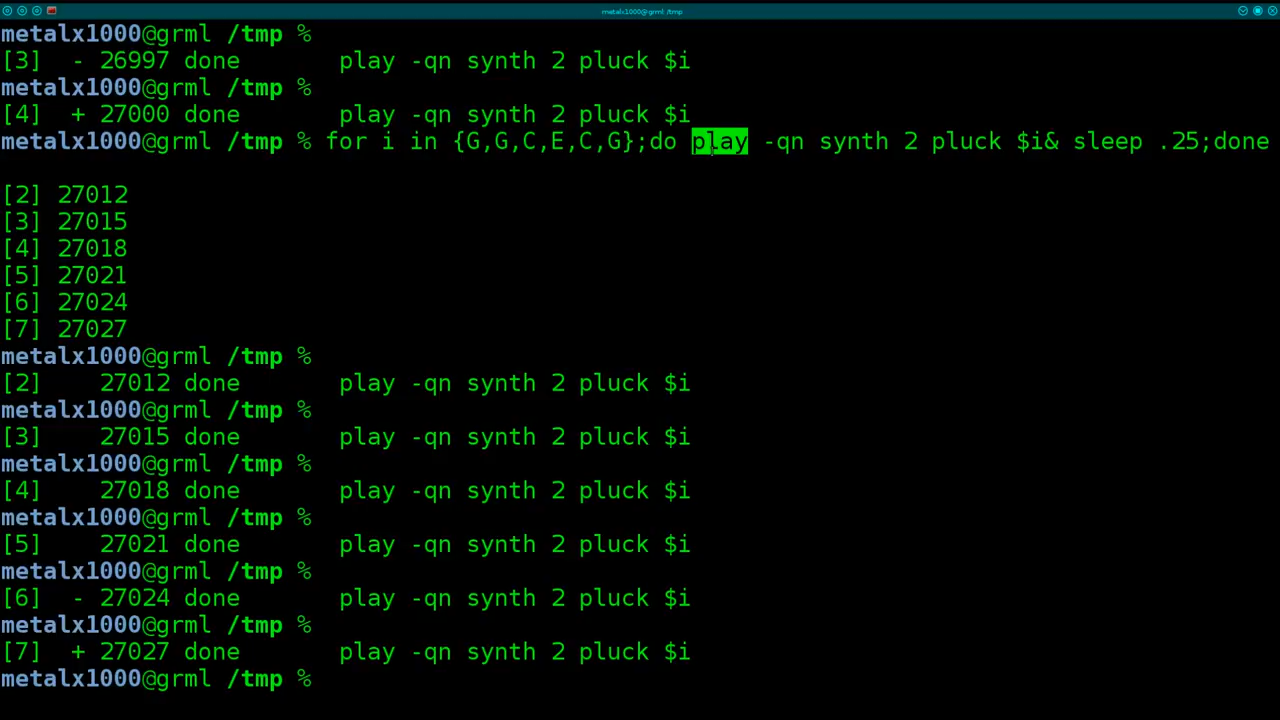 metalx1000@grml: /tmp
metalx1000@grml /tmp %
[3]  - 26997 done       play -qn synth 2 pluck $i
metalx1000@grml /tmp %
[4]  + 27000 done       play -qn synth 2 pluck $i
metalx1000@grml /tmp % for i in {G,G,C,E,C,G};do play -qn synth 2 pluck $i& sleep .25;done
[2] 27012
[3] 27015
[4] 27018
[5] 27021
[6] 27024
[7] 27027
metalx1000@grml /tmp %
[2]    27012 done       play -qn synth 2 pluck $i
metalx1000@grml /tmp %
[3]    27015 done       play -qn synth 2 pluck $i
metalx1000@grml /tmp %
[4]    27018 done       play -qn synth 2 pluck $i
metalx1000@grml /tmp %
[5]    27021 done       play -qn synth 2 pluck $i
metalx1000@grml /tmp %
[6]  - 27024 done       play -qn synth 2 pluck $i
metalx1000@grml /tmp %
[7]  + 27027 done       play -qn synth 2 pluck $i
metalx1000@grml /tmp %